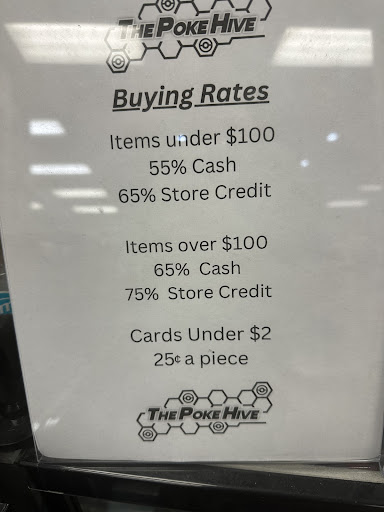 THE POKE HIVE
Buying Rates
Items under $100
55% Cash
65% Store Credit
Items over $100
65% Cash
75% Store Credit
Cards Under $2
25¢ a piece
THE POKE HIVE